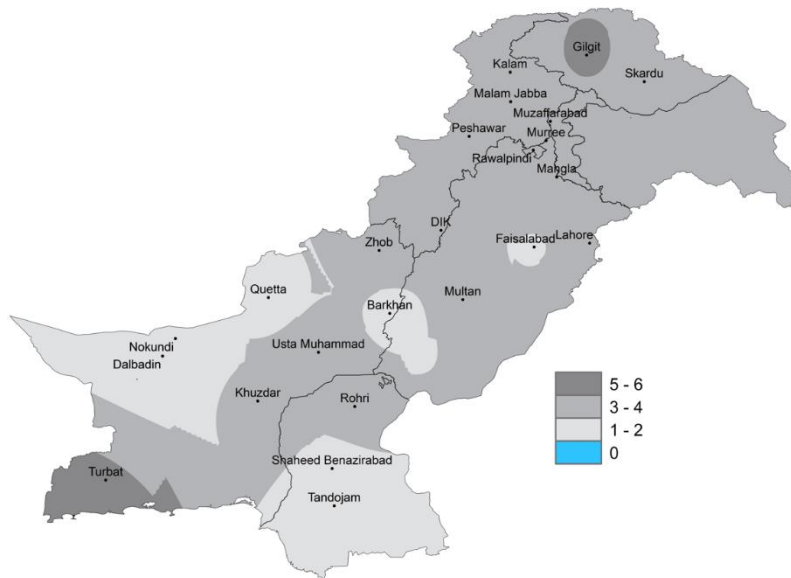 Gilgit
Kalam
Skardu
Malam Jabba
Muzaffarabad
Peshawar
Murree
Rawalpindi
Mangla
DIK
Zhob
Faisalabad
Lahore
Quetta
Multan
Barkhan
Nokundi
Usta Muhammad
Dalbadin
Khuzdar
Rohri
Shaheed Benazirabad
Turbat
Tandojam
5 - 6
3 - 4
1 - 2
0